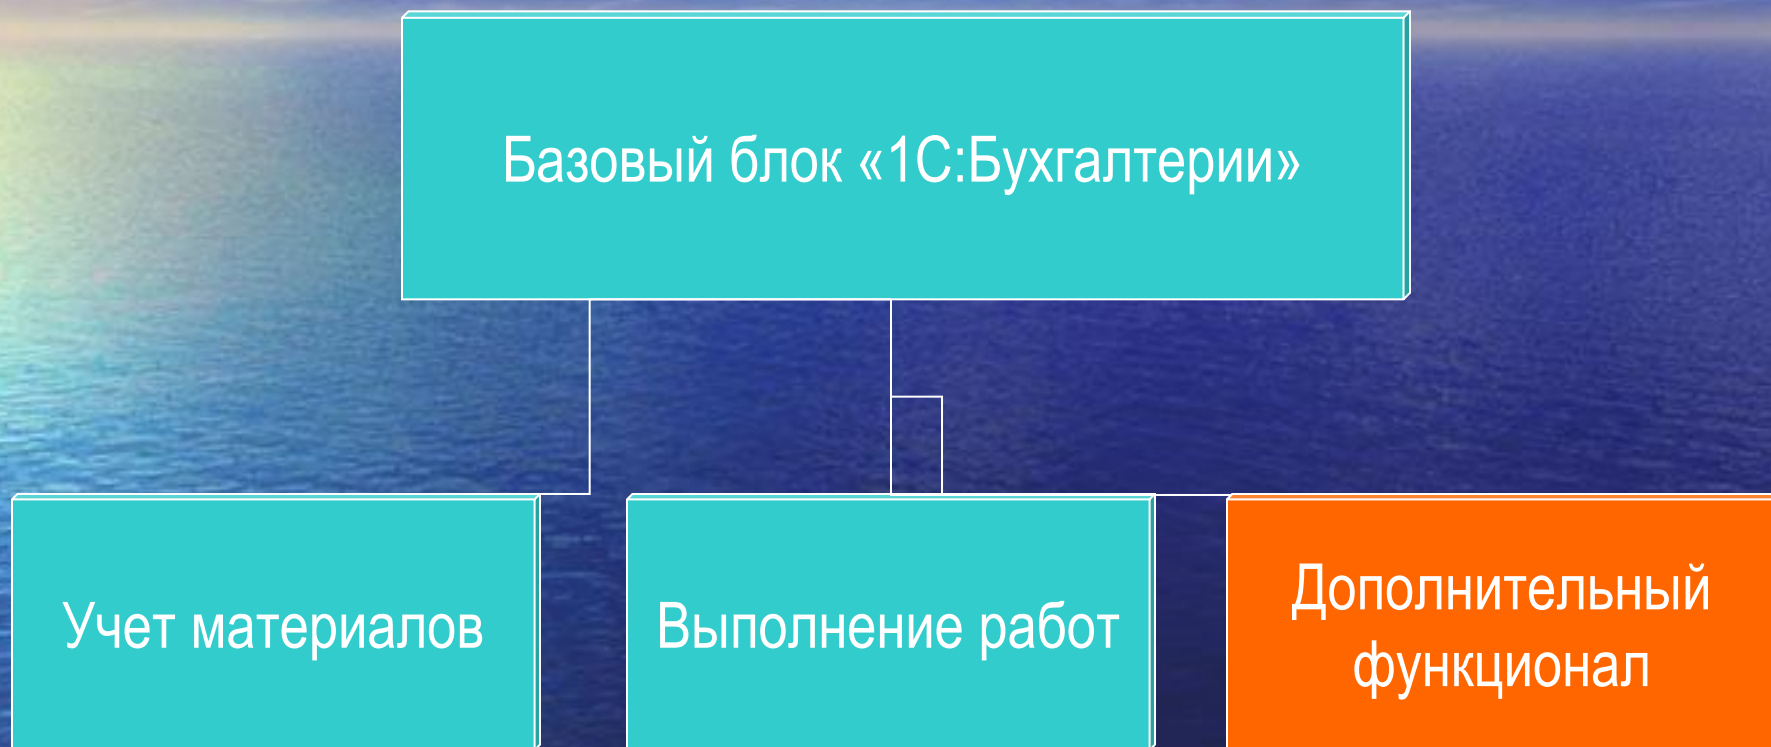 Базовый блок «1С:Бухгалтерии»
Учет материалов
Выполнение работ
Дополнительный
функционал